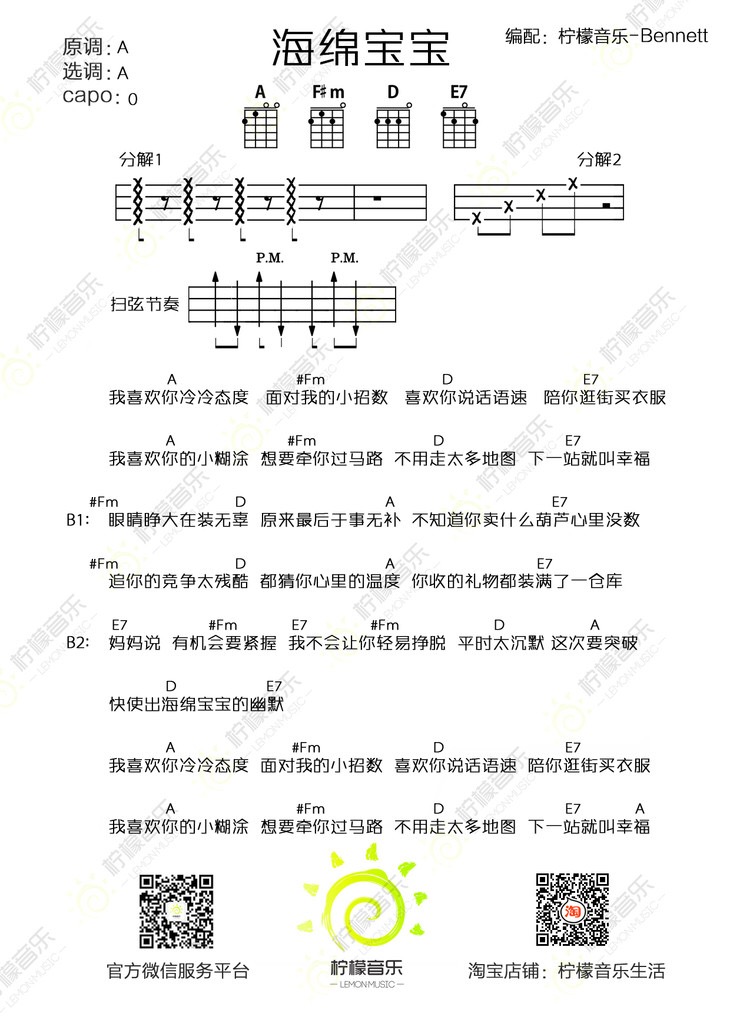 海绵宝宝
编配：柠檬音乐-Bennett
原调：A
选调：A
capo：0
A F♯m D E7
分解1 分解2
P.M. P.M.
扫弦节奏
A #Fm D E7
我喜欢你冷冷态度 面对我的小招数 喜欢你说话语速 陪你逛街买衣服
A #Fm D E7
我喜欢你的小糊涂 想要牵你过马路 不用走太多地图 下一站就叫幸福
#Fm D A E7
B1: 眼睛睁大在装无辜 原来最后于事无补 不知道你卖什么葫芦心里没数
#Fm D A E7
追你的竞争太残酷 都猜你心里的温度 你收的礼物都装满了一仓库
E7 #Fm E7 #Fm D A
B2: 妈妈说 有机会要紧握 我不会让你轻易挣脱 平时太沉默 这次要突破
D E7
快使出海绵宝宝的幽默
A #Fm D E7
我喜欢你冷冷态度 面对我的小招数 喜欢你说话语速 陪你逛街买衣服
A #Fm D E7 A
我喜欢你的小糊涂 想要牵你过马路 不用走太多地图 下一站就叫幸福
淘
官方微信服务平台
柠檬音乐
—LEMONMUSIC—
淘宝店铺：柠檬音乐生活